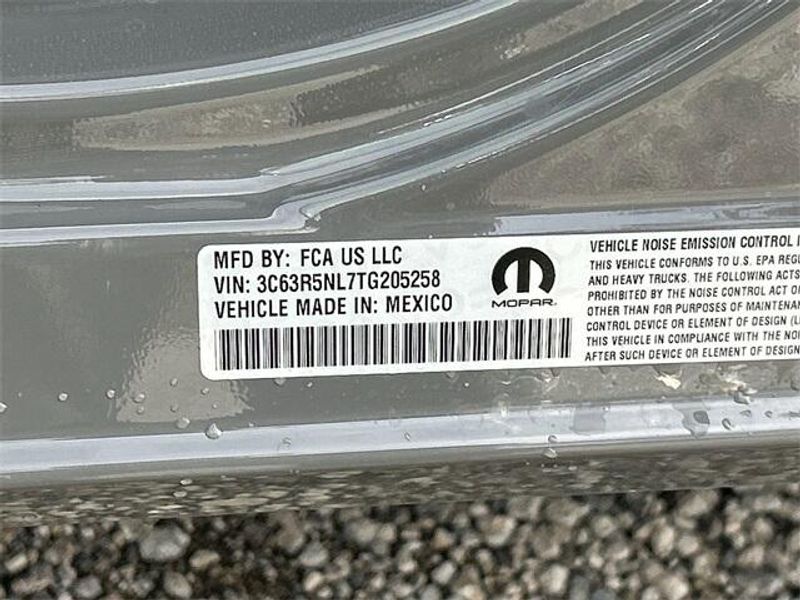 MFD BY: FCA US LLC
VIN: 3C63R5NL7TG205258
VEHICLE MADE IN: MEXICO
MOPAR.
VEHICLE NOISE EMISSION CONTROL
THIS VEHICLE CONFORMS TO U.S. EPA REGU
AND HEAVY TRUCKS. THE FOLLOWING ACTS
PROHIBITED BY THE NOISE CONTROL ACT OF
OTHER THAN FOR PURPOSES OF MAINTENAN
CONTROL DEVICE OR ELEMENT OF DESIGN (L
THIS VEHICLE IN COMPLIANCE WITH THE NOI
AFTER SUCH DEVICE OR ELEMENT OF DESIGN